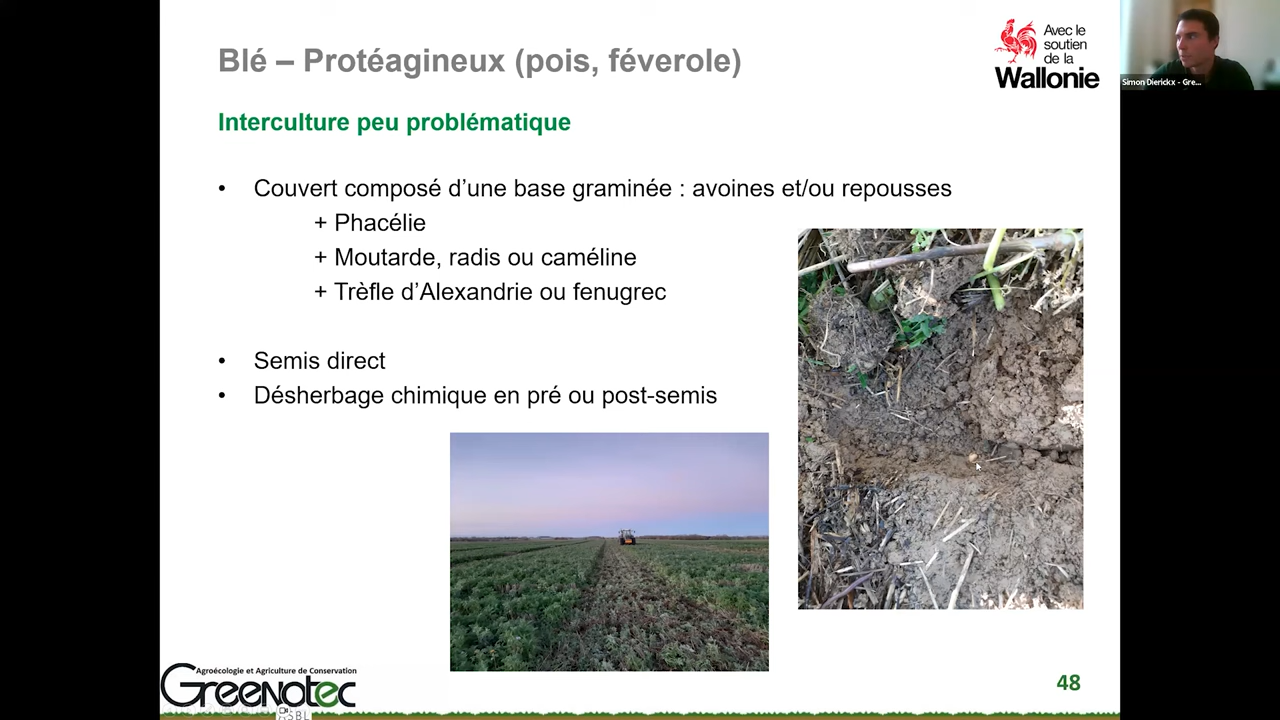 Blé – Protéagineux (pois, féverole)
Avec le
soutien
de la
Wallonie
Simon Dierickx - Gre...
Interculture peu problématique
• Couvert composé d'une base graminée : avoines et/ou repousses
+ Phacélie
+ Moutarde, radis ou caméline
+ Trèfle d'Alexandrie ou fenugrec
• Semis direct
• Désherbage chimique en pré ou post-semis
Agroécologie et Agriculture de Conservation
Greenotec
ASBL
48